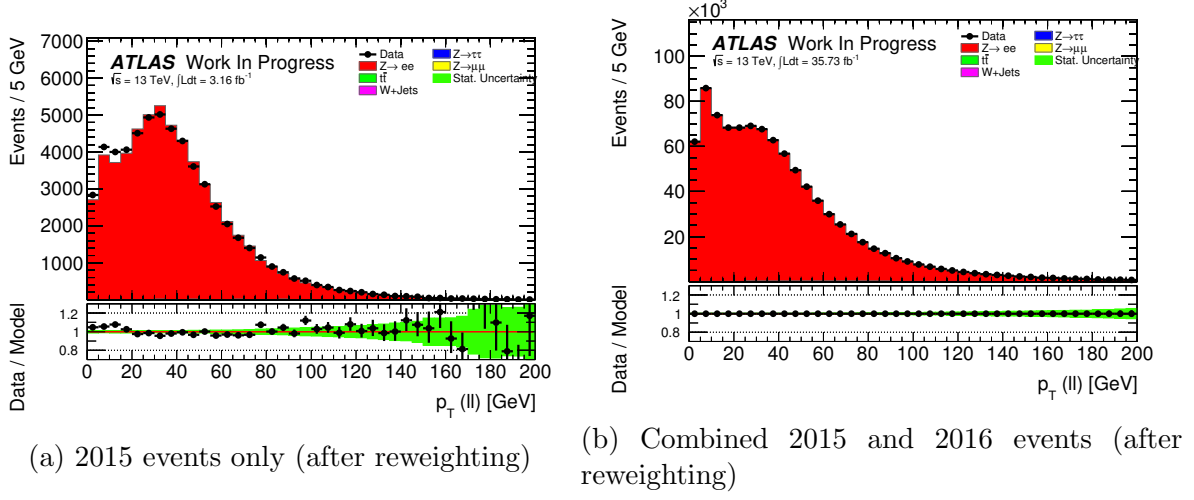 7000
6000
5000
4000
3000
2000
1000
Events / 5 GeV
ATLAS Work In Progress
√s = 13 TeV, ∫Ldt = 3.16 fb⁻¹
Data
Z→ ee
tt̄
W+Jets
Z→ττ
Z→μμ
Stat. Uncertainty
1.2
1
0.8
Data / Model
0 20 40 60 80 100 120 140 160 180 200
p_T (ll) [GeV]
(a) 2015 events only (after reweighting)
×10³
100
80
60
40
20
0
Events / 5 GeV
ATLAS Work In Progress
√s = 13 TeV, ∫Ldt = 35.73 fb⁻¹
Data
Z→ ee
tt̄
W+Jets
Z→ττ
Z→μμ
Stat. Uncertainty
1.2
1
0.8
Data / Model
0 20 40 60 80 100 120 140 160 180 200
p_T (ll) [GeV]
(b) Combined 2015 and 2016 events (after
reweighting)